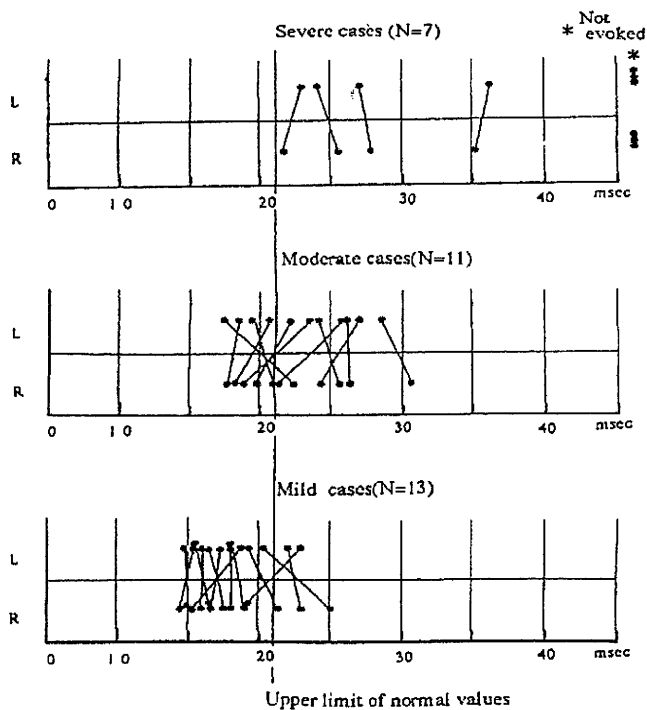 Severe cases (N=7)
* Not evoked
*
***
L
***
R
0 10 20 30 40 msec
Moderate cases(N=11)
L
R
0 10 20 30 40 msec
Mild cases(N=13)
L
R
0 10 20 30 40 msec
Upper limit of normal values